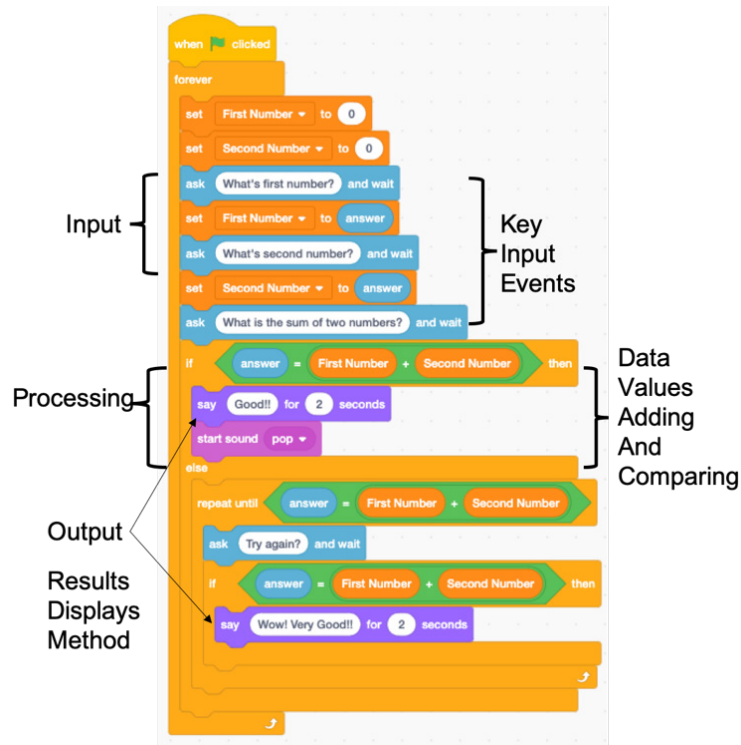 when clicked
forever
set First Number to 0
set Second Number to 0
ask What's first number? and wait
set First Number to answer
ask What's second number? and wait
set Second Number to answer
ask What is the sum of two numbers? and wait
if answer = First Number + Second Number then
say Good!! for 2 seconds
start sound pop
else
repeat until answer = First Number + Second Number
ask Try again? and wait
if answer = First Number + Second Number then
say Wow! Very Good!! for 2 seconds
Input
Key
Input
Events
Processing
Data
Values
Adding
And
Comparing
Output
Results
Displays
Method